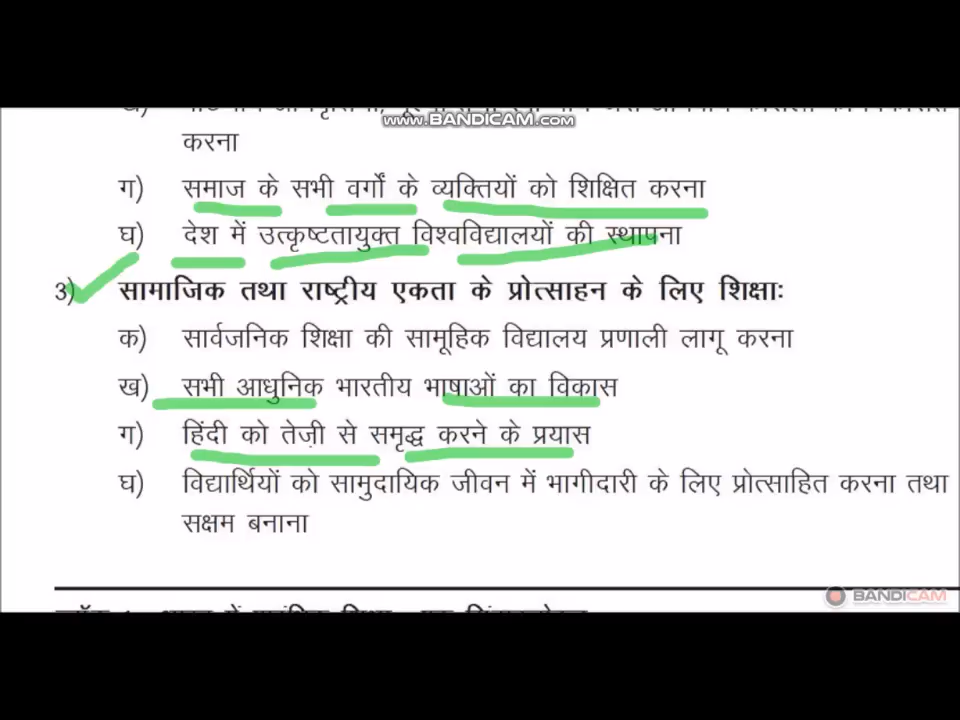 WWW.BANDICAM.COM
करना
ग) समाज के सभी वर्गों के व्यक्तियों को शिक्षित करना
घ) देश में उत्कृष्टतायुक्त विश्वविद्यालयों की स्थापना
3) सामाजिक तथा राष्ट्रीय एकता के प्रोत्साहन के लिए शिक्षाः
क) सार्वजनिक शिक्षा की सामूहिक विद्यालय प्रणाली लागू करना
ख) सभी आधुनिक भारतीय भाषाओं का विकास
ग) हिंदी को तेज़ी से समृद्ध करने के प्रयास
घ) विद्यार्थियों को सामुदायिक जीवन में भागीदारी के लिए प्रोत्साहित करना तथा
सक्षम बनाना
BANDICAM